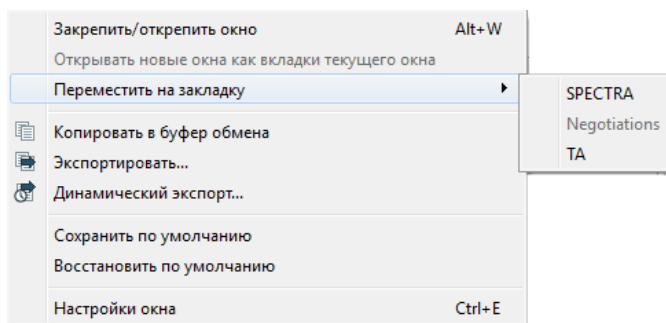 Закрепить/открепить окно Alt+W
Открывать новые окна как вкладки текущего окна
Переместить на закладку
SPECTRA
Negotiations
TA
Копировать в буфер обмена
Экспортировать...
Динамический экспорт...
Сохранить по умолчанию
Восстановить по умолчанию
Настройки окна Ctrl+E